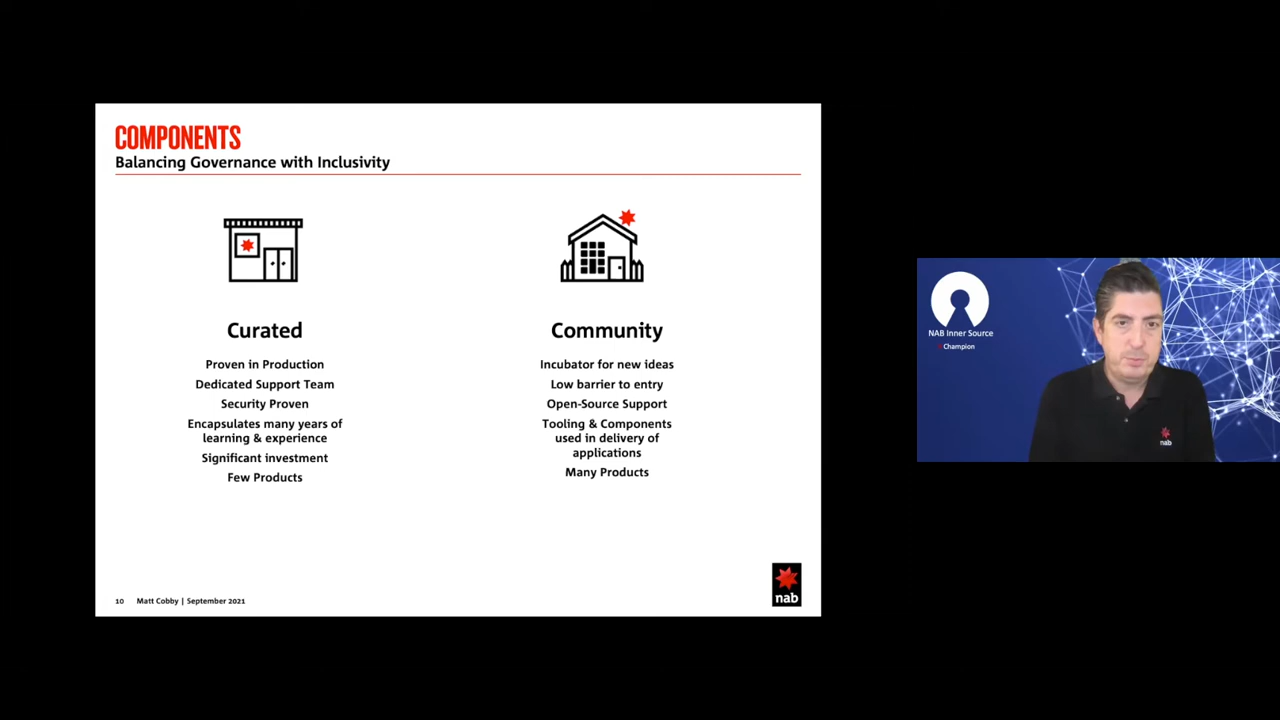 COMPONENTS
Balancing Governance with Inclusivity
Curated
Proven in Production
Dedicated Support Team
Security Proven
Encapsulates many years of
learning & experience
Significant investment
Few Products
Community
Incubator for new ideas
Low barrier to entry
Open-Source Support
Tooling & Components
used in delivery of
applications
Many Products
10 Matt Cobby | September 2021
nab
NAB Inner Source
Champion
nab